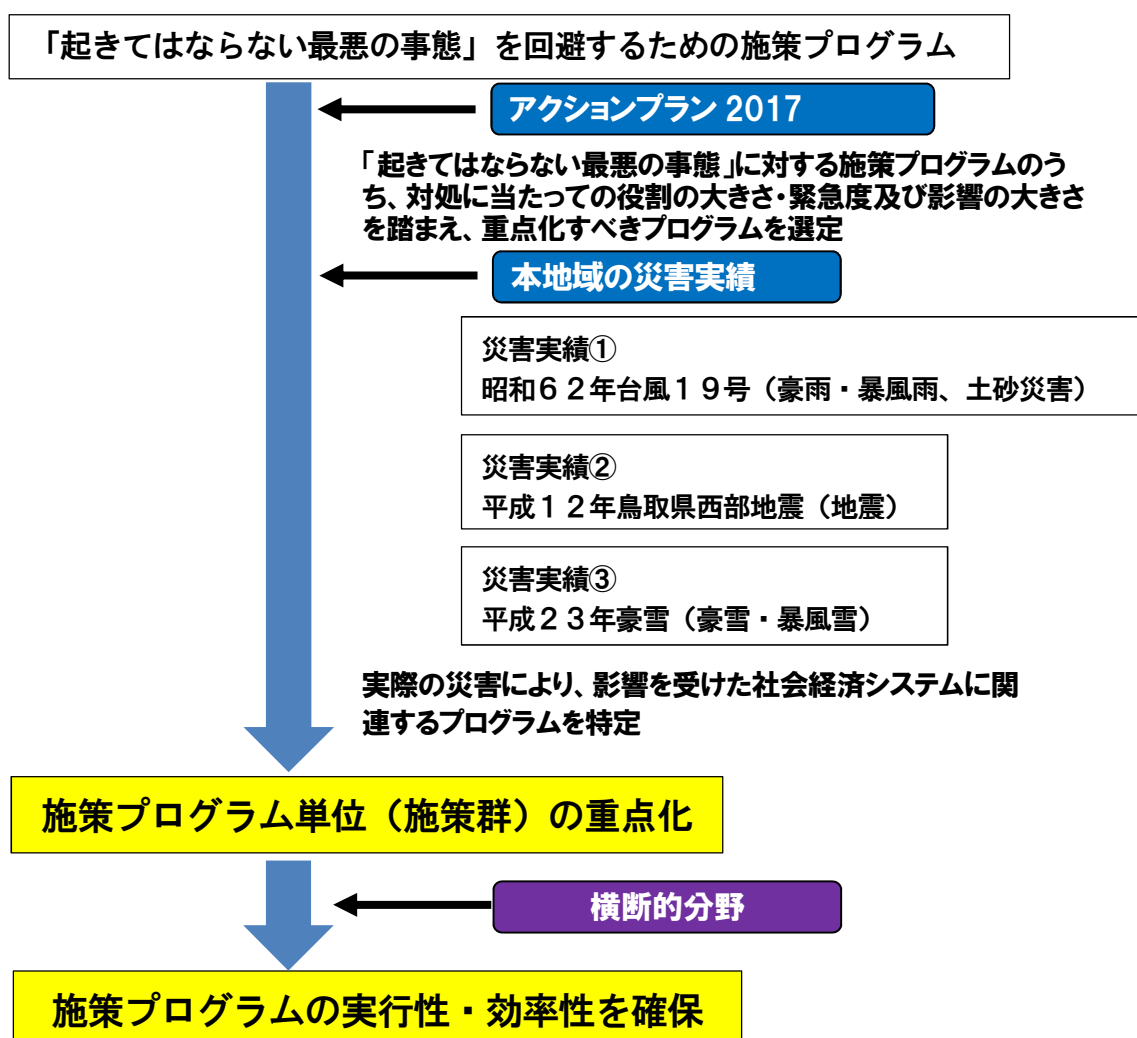 「起きてはならない最悪の事態」を回避するための施策プログラム
アクションプラン 2017
「起きてはならない最悪の事態」に対する施策プログラムのう
ち、対処に当たっての役割の大きさ・緊急度及び影響の大きさ
を踏まえ、重点化すべきプログラムを選定
本地域の災害実績
災害実績①
昭和６２年台風１９号（豪雨・暴風雨、土砂災害）
災害実績②
平成１２年鳥取県西部地震（地震）
災害実績③
平成２３年豪雪（豪雪・暴風雪）
実際の災害により、影響を受けた社会経済システムに関
連するプログラムを特定
施策プログラム単位（施策群）の重点化
横断的分野
施策プログラムの実行性・効率性を確保